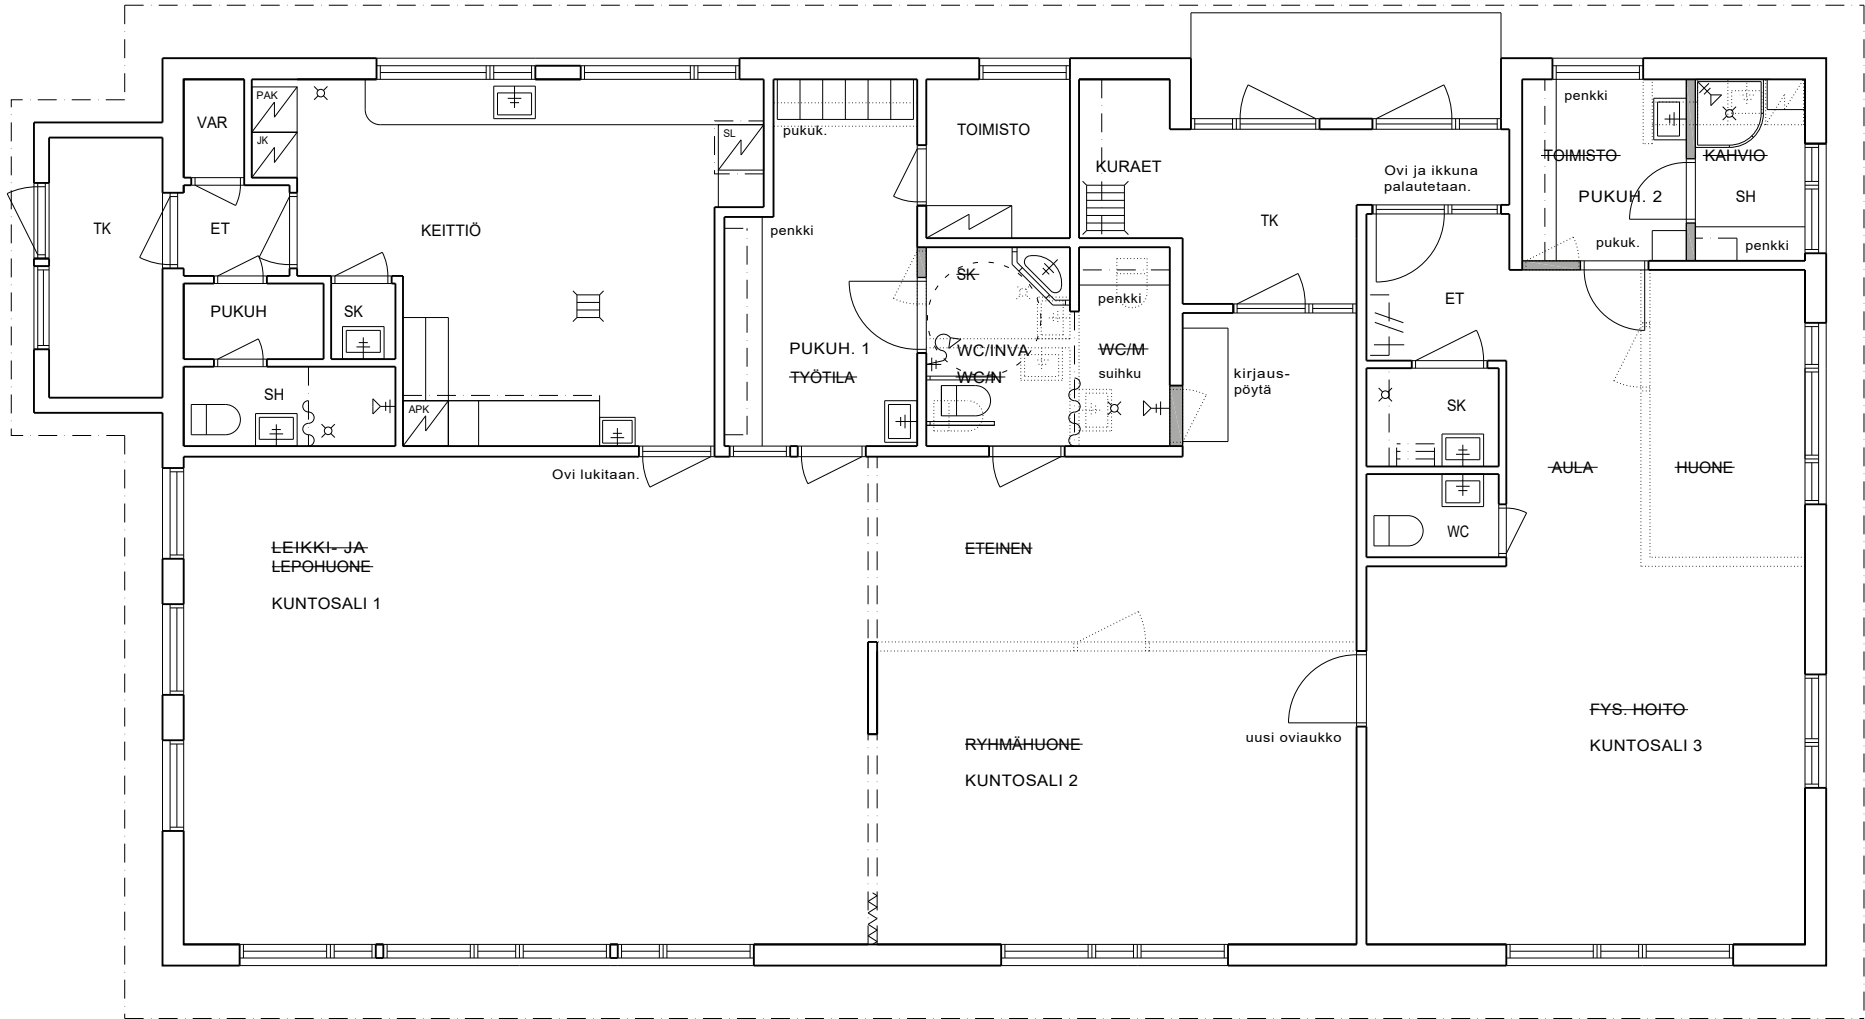 PAK
JK
VAR
SL
pukuk.
TOIMISTO
KURAET
Ovi ja ikkuna
palautetaan.
penkki
TOIMISTO
KAHVIO
PUKUH. 2
SH
pukuk.
penkki
TK
ET
KEITTIÖ
penkki
TK
SK
penkki
ET
PUKUH
SK
PUKUH. 1
TYÖTILA
WC/INVA
WC/N
WC/M
suihku
kirjaus-
pöytä
SH
APK
SK
Ovi lukitaan.
AULA
HUONE
WC
LEIKKI- JA
LEPOHUONE
KUNTOSALI 1
ETEINEN
RYHMÄHUONE
KUNTOSALI 2
uusi oviaukko
FYS. HOITO
KUNTOSALI 3